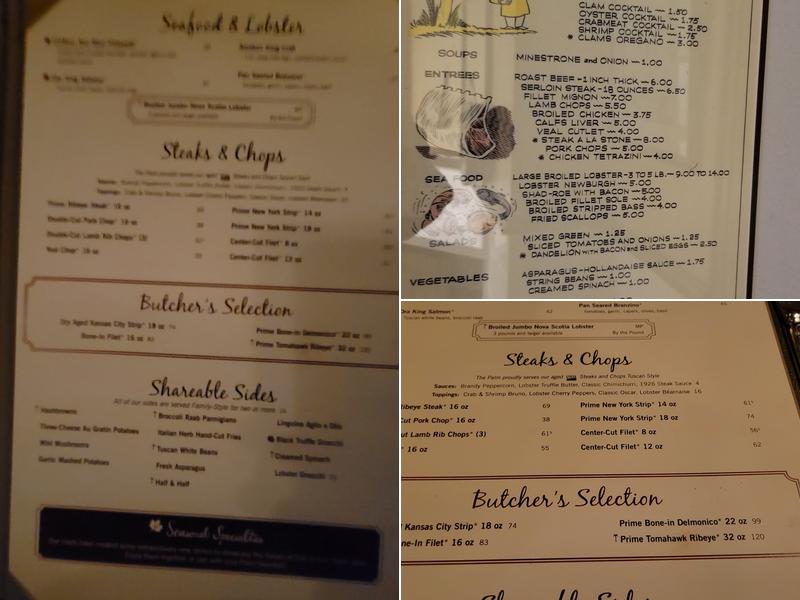 Seafood & Lobster
Broiled Jumbo Nova Scotia Lobster
Steaks & Chops
Prime Ribeye Steak* 16 oz
Double-Cut Pork Chop* 16 oz
Double-Cut Lamb Rib Chops* (3)
Veal Chop* 16 oz
Prime New York Strip* 14 oz
Prime New York Strip* 18 oz
Center-Cut Filet* 8 oz
Center-Cut Filet* 12 oz
Butcher's Selection
Dry Aged Kansas City Strip* 18 oz 74
Bone-in Filet* 16 oz 83
Prime Bone-in Delmonico* 22 oz 99
Prime Tomahawk Ribeye* 32 oz 120
Shareable Sides
All of our sides are served Family-Style for two or more
Hashbrowns
Three-Cheese Au Gratin Potatoes
Wild Mushrooms
Garlic Mashed Potatoes
Broccoli Raab Parmigiano
Italian Herb Hand-Cut Fries
Tuscan White Beans
Fresh Asparagus
Half & Half
Linguine Aglio e Olio
Black Truffle Gnocchi
Creamed Spinach
Lobster Gnocchi
Seasonal Specialties
CLAM COCKTAIL — 1.50
OYSTER COCKTAIL — 1.75
CRABMEAT COCKTAIL — 2.50
SHRIMP COCKTAIL — 1.75
* CLAMS OREGANO — 3.00
SOUPS
MINESTRONE and ONION — 1.00
ENTREES
ROAST BEEF - 1 INCH THICK — 6.00
SERLOIN STEAK - 18 OUNCES — 6.50
FILLET MIGNON — 7.00
LAMB CHOPS — 5.50
BROILED CHICKEN — 3.75
CALFS LIVER — 5.00
VEAL CUTLET — 4.00
* STEAK A LA STONE — 8.00
PORK CHOPS — 5.00
* CHICKEN TETRAZINI — 4.00
SEA FOOD
LARGE BROILED LOBSTER - 3 TO 5 LB. — 9.00 TO 14.00
LOBSTER NEWBURGH — 5.00
SHAD ROE AND BACON — 5.00
BROILED FILLET SOLE — 4.00
BROILED STRIPPED BASS — 4.00
FRIED SCALLOPS — 5.00
SALADS
MIXED GREEN — 1.25
SLICED TOMATOES AND ONIONS — 1.25
* DANDELION WITH BACON and SLICED EGGS — 2.50
VEGETABLES
ASPARAGUS - HOLLANDAISE SAUCE — 1.75
STRING BEANS — 1.00
CREAMED SPINACH — 1.00
Ora King Salmon* 62
Tuscan white beans, broccoli raab
Pan Seared Branzino*
tomatoes, garlic, capers, olives, basil
Broiled Jumbo Nova Scotia Lobster MP
3 pounds and larger available By the Pound
Steaks & Chops
The Palm proudly serves our aged Steaks and Chops Tuscan Style
Sauces: Brandy Peppercorn, Lobster Truffle Butter, Classic Chimichurri, 1926 Steak Sauce 4
Toppings: Crab & Shrimp Bruno, Lobster Cherry Peppers, Classic Oscar, Lobster Béarnaise 16
Ribeye Steak* 16 oz 69
Cut Pork Chop* 16 oz 38
ut Lamb Rib Chops* (3) 61
* 16 oz 55
Prime New York Strip* 14 oz 61
Prime New York Strip* 18 oz 74
Center-Cut Filet* 8 oz 56
Center-Cut Filet* 12 oz 62
Butcher's Selection
Kansas City Strip* 18 oz 74
ne-in Filet* 16 oz 83
Prime Bone-in Delmonico* 22 oz 99
Prime Tomahawk Ribeye* 32 oz 120